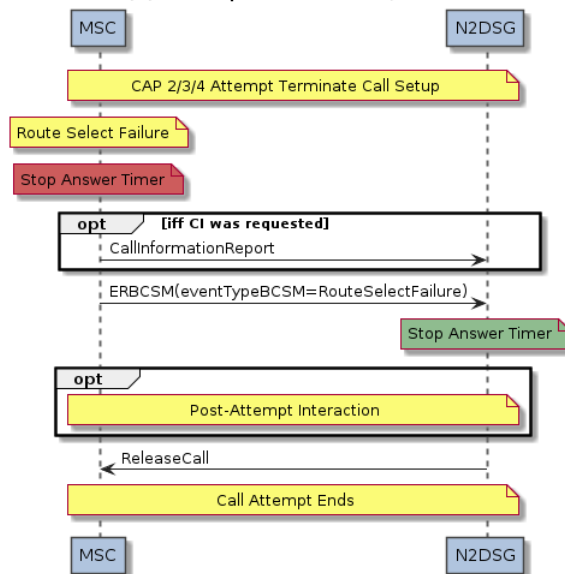 MSC
N2DSG
CAP 2/3/4 Attempt Terminate Call Setup
Route Select Failure
Stop Answer Timer
opt [iff CI was requested]
CallInformationReport
ERBCSM(eventTypeBCSM=RouteSelectFailure)
Stop Answer Timer
opt
Post-Attempt Interaction
ReleaseCall
Call Attempt Ends
MSC
N2DSG